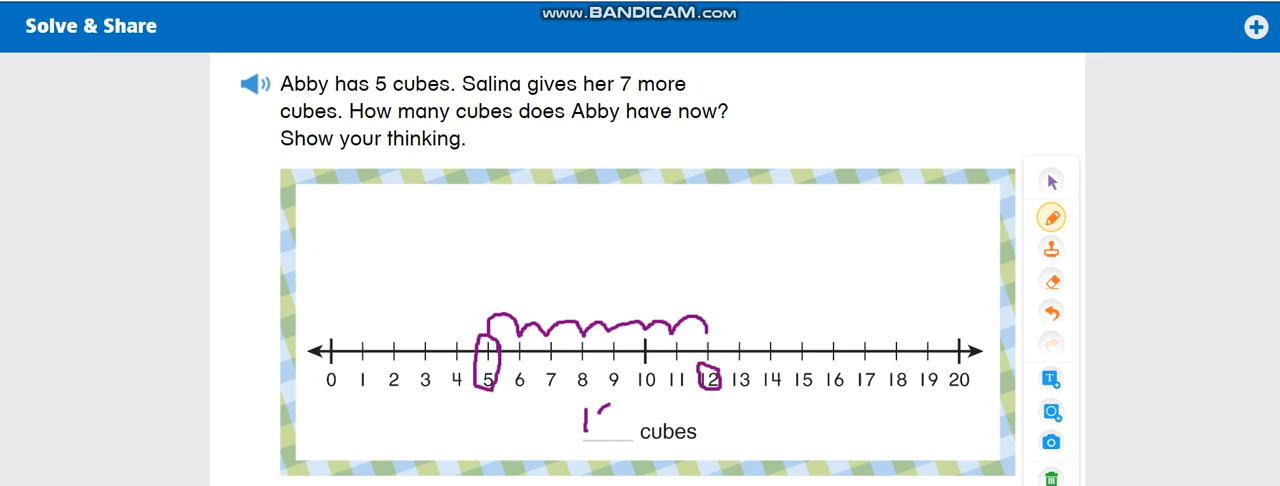 www.BANDICAM.com
Solve & Share
Abby has 5 cubes. Salina gives her 7 more
cubes. How many cubes does Abby have now?
Show your thinking.
0 1 2 3 4 5 6 7 8 9 10 11 12 13 14 15 16 17 18 19 20
1
cubes
T